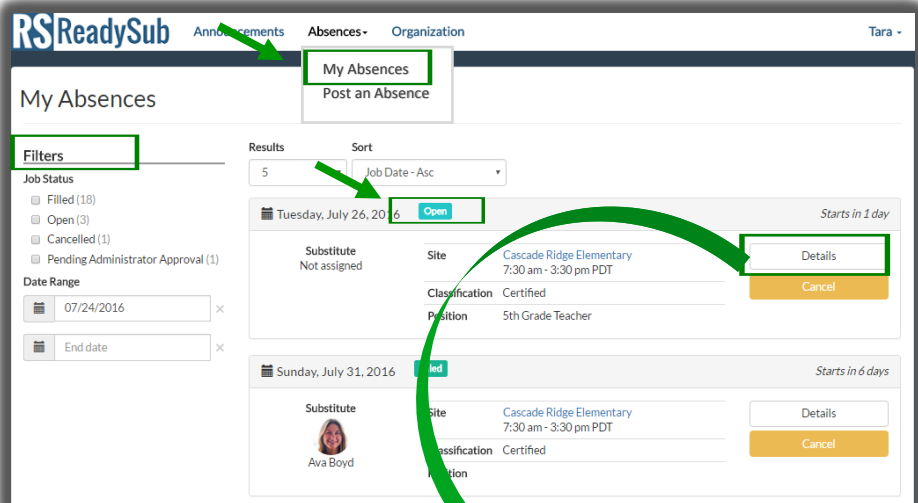 RS ReadySub Announcements Absences Organization Tara
My Absences
Post an Absence
My Absences
Filters
Job Status
Filled (18)
Open (3)
Cancelled (1)
Pending Administrator Approval (1)
Date Range
07/24/2016
End date
Results Sort
5 Job Date - Asc
Tuesday, July 26, 2016 Open Starts in 1 day
Substitute
Not assigned
Site Cascade Ridge Elementary
7:30 am - 3:30 pm PDT
Classification Certified
Position 5th Grade Teacher
Details
Cancel
Sunday, July 31, 2016 Filled Starts in 6 days
Substitute
Ava Boyd
Site Cascade Ridge Elementary
7:30 am - 3:30 pm PDT
Classification Certified
Position
Details
Cancel